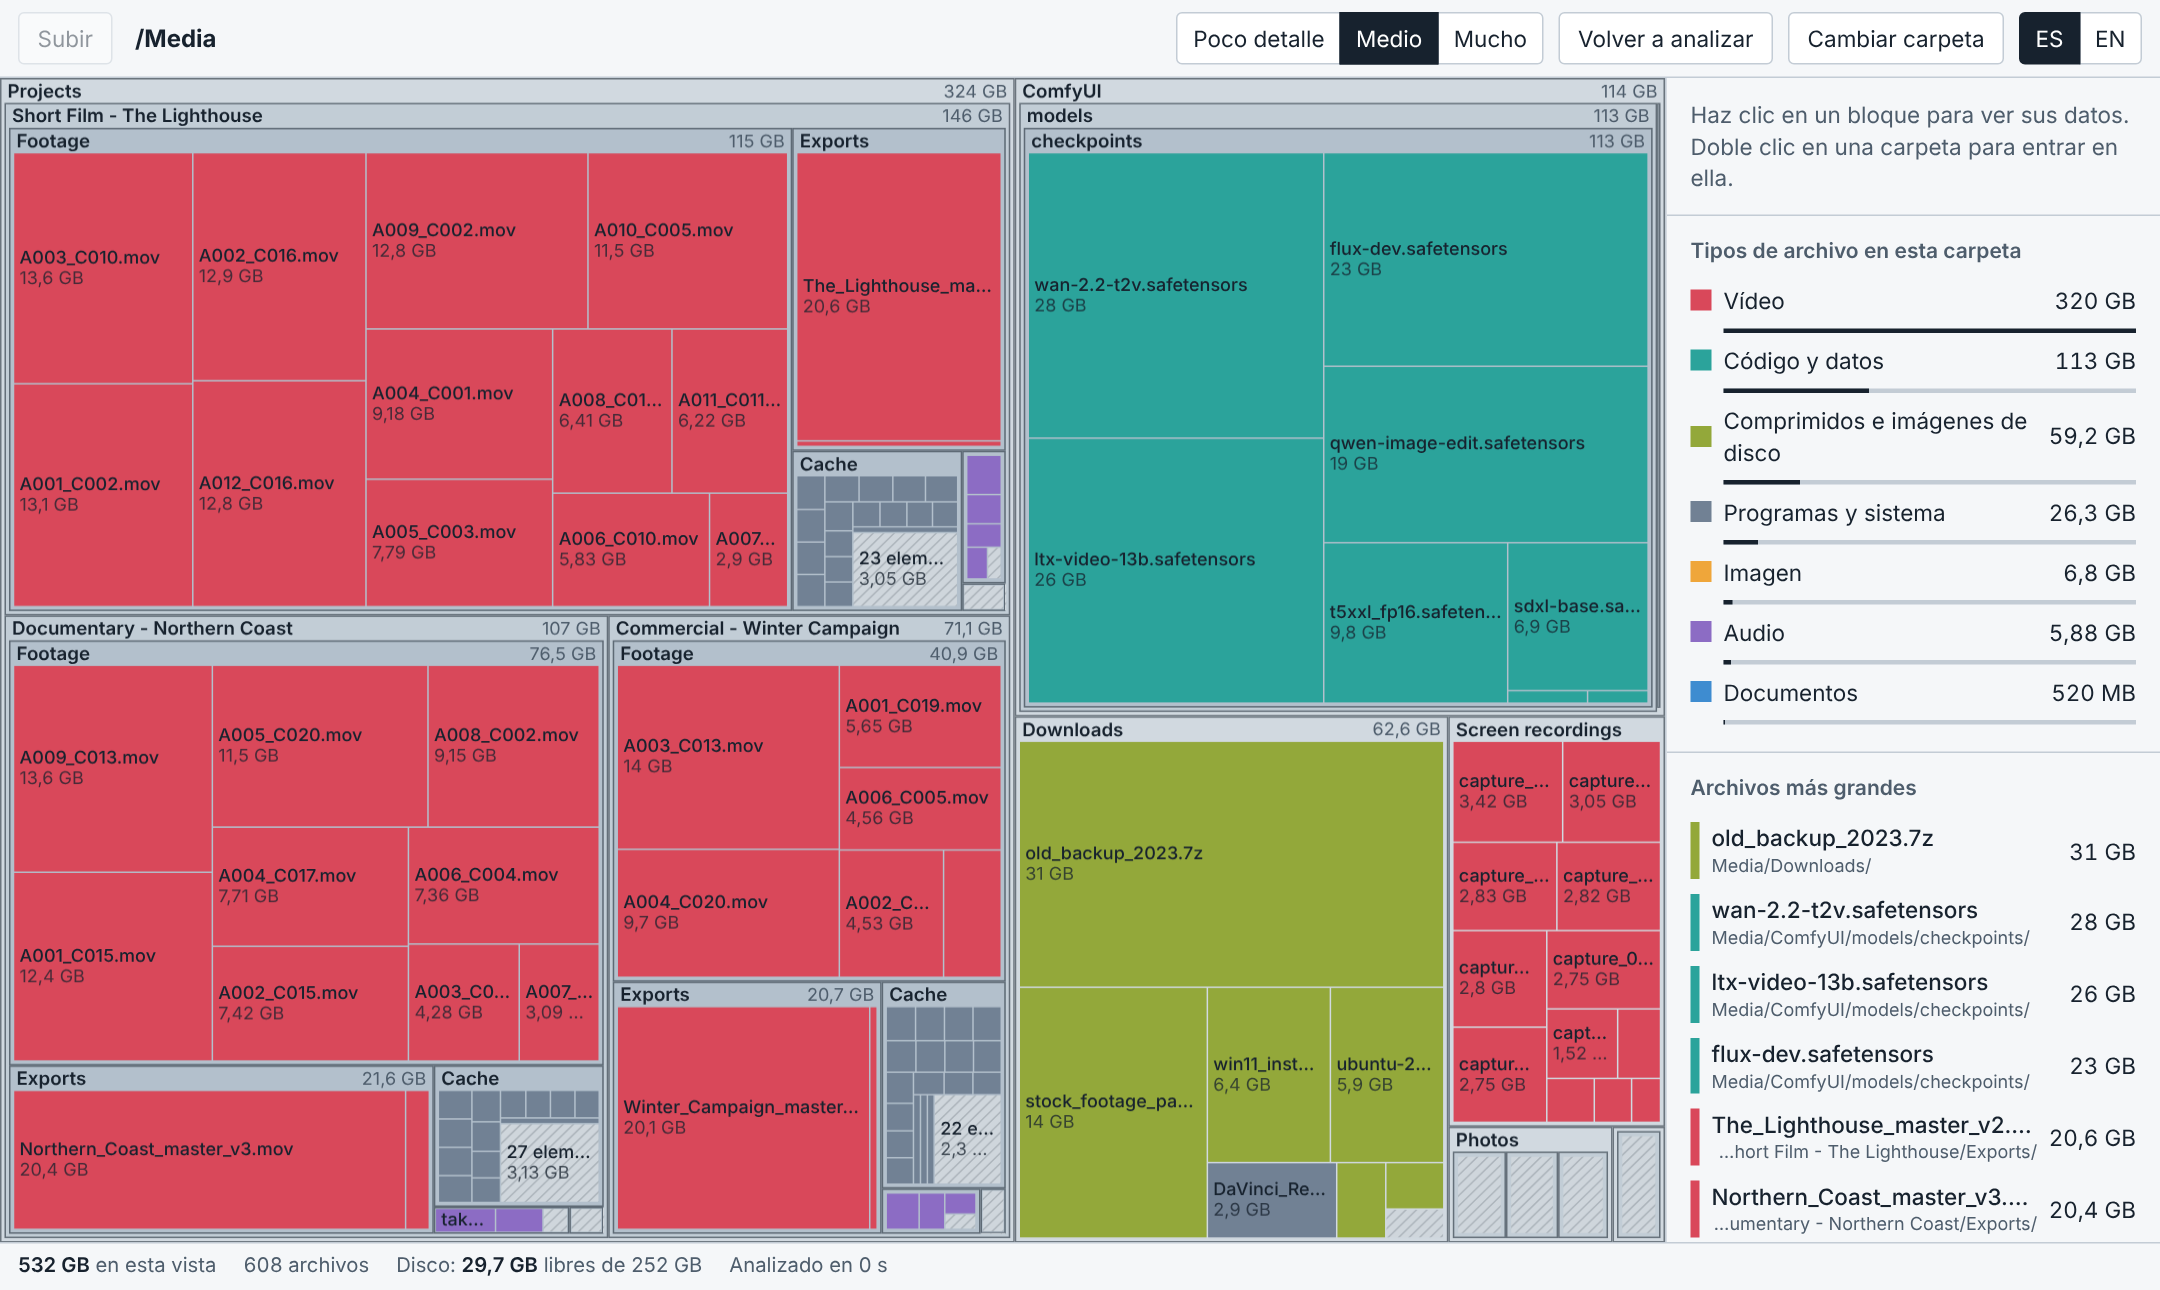 Subir
/Media
Poco detalle
Medio
Mucho
Volver a analizar
Cambiar carpeta
ES
EN
Projects
324 GB
Short Film - The Lighthouse
146 GB
Footage
115 GB
A003_C010.mov
13,6 GB
A002_C016.mov
12,9 GB
A009_C002.mov
12,8 GB
A010_C005.mov
11,5 GB
A001_C002.mov
13,1 GB
A012_C016.mov
12,8 GB
A004_C001.mov
9,18 GB
A008_C01...
6,41 GB
A011_C011...
6,22 GB
A005_C003.mov
7,79 GB
A006_C010.mov
5,83 GB
A007...
2,9 GB
Exports
The_Lighthouse_ma...
20,6 GB
Cache
23 elem...
3,05 GB
Documentary - Northern Coast
107 GB
Footage
76,5 GB
A009_C013.mov
13,6 GB
A005_C020.mov
11,5 GB
A008_C002.mov
9,15 GB
A001_C015.mov
12,4 GB
A004_C017.mov
7,71 GB
A006_C004.mov
7,36 GB
A002_C015.mov
7,42 GB
A003_C0...
4,28 GB
A007_...
3,09 ...
Exports
21,6 GB
Northern_Coast_master_v3.mov
20,4 GB
Cache
27 elem...
3,13 GB
tak...
Commercial - Winter Campaign
71,1 GB
Footage
40,9 GB
A003_C013.mov
14 GB
A001_C019.mov
5,65 GB
A006_C005.mov
4,56 GB
A004_C020.mov
9,7 GB
A002_C...
4,53 GB
Exports
20,7 GB
Winter_Campaign_master...
20,1 GB
Cache
22 e...
2,3 ...
ComfyUI
114 GB
models
113 GB
checkpoints
113 GB
wan-2.2-t2v.safetensors
28 GB
flux-dev.safetensors
23 GB
qwen-image-edit.safetensors
19 GB
ltx-video-13b.safetensors
26 GB
t5xxl_fp16.safeten...
9,8 GB
sdxl-base.sa...
6,9 GB
Downloads
62,6 GB
old_backup_2023.7z
31 GB
stock_footage_pa...
14 GB
win11_inst...
6,4 GB
ubuntu-2...
5,9 GB
DaVinci_Re...
2,9 GB
Screen recordings
capture_...
3,42 GB
capture...
3,05 GB
capture_...
2,83 GB
capture_...
2,82 GB
captur...
2,8 GB
capture_0...
2,75 GB
captur...
2,75 GB
capt...
1,52 ...
Photos
Haz clic en un bloque para ver sus datos.
Doble clic en una carpeta para entrar en
ella.
Tipos de archivo en esta carpeta
Vídeo
320 GB
Código y datos
113 GB
Comprimidos e imágenes de
disco
59,2 GB
Programas y sistema
26,3 GB
Imagen
6,8 GB
Audio
5,88 GB
Documentos
520 MB
Archivos más grandes
old_backup_2023.7z
Media/Downloads/
31 GB
wan-2.2-t2v.safetensors
Media/ComfyUI/models/checkpoints/
28 GB
ltx-video-13b.safetensors
Media/ComfyUI/models/checkpoints/
26 GB
flux-dev.safetensors
Media/ComfyUI/models/checkpoints/
23 GB
The_Lighthouse_master_v2....
...hort Film - The Lighthouse/Exports/
20,6 GB
Northern_Coast_master_v3....
...umentary - Northern Coast/Exports/
20,4 GB
532 GB en esta vista
608 archivos
Disco: 29,7 GB libres de 252 GB
Analizado en 0 s